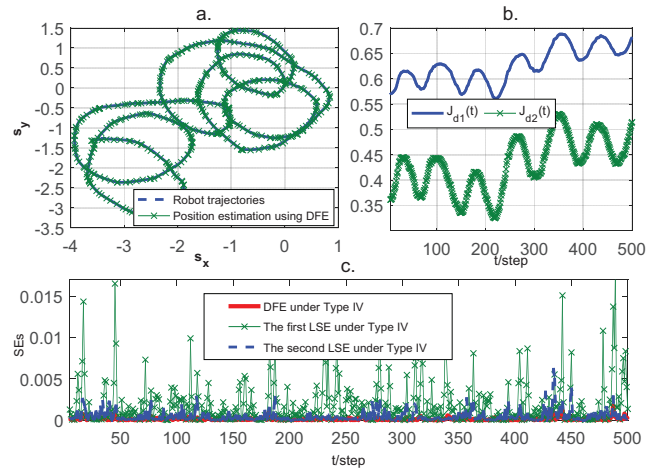 a.
1.5
1
0.5
0
-0.5
-1
-1.5
-2
-2.5
-3
-3.5
s_y
Robot trajectories
Position estimation using DFE
-4
-3
-2
-1
0
1
s_x
b.
0.7
0.65
0.6
0.55
0.5
0.45
0.4
0.35
J_d1(t)
J_d2(t)
100
200
300
400
500
t/step
c.
0.015
0.01
0.005
0
SEs
DFE under Type IV
The first LSE under Type IV
The second LSE under Type IV
50
100
150
200
250
300
350
400
450
500
t/step